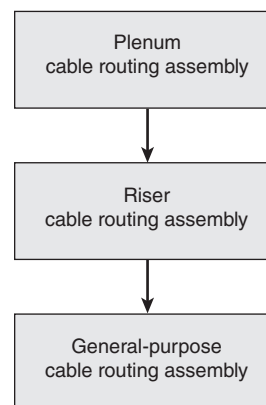 Plenum
cable routing assembly
Riser
cable routing assembly
General-purpose
cable routing assembly